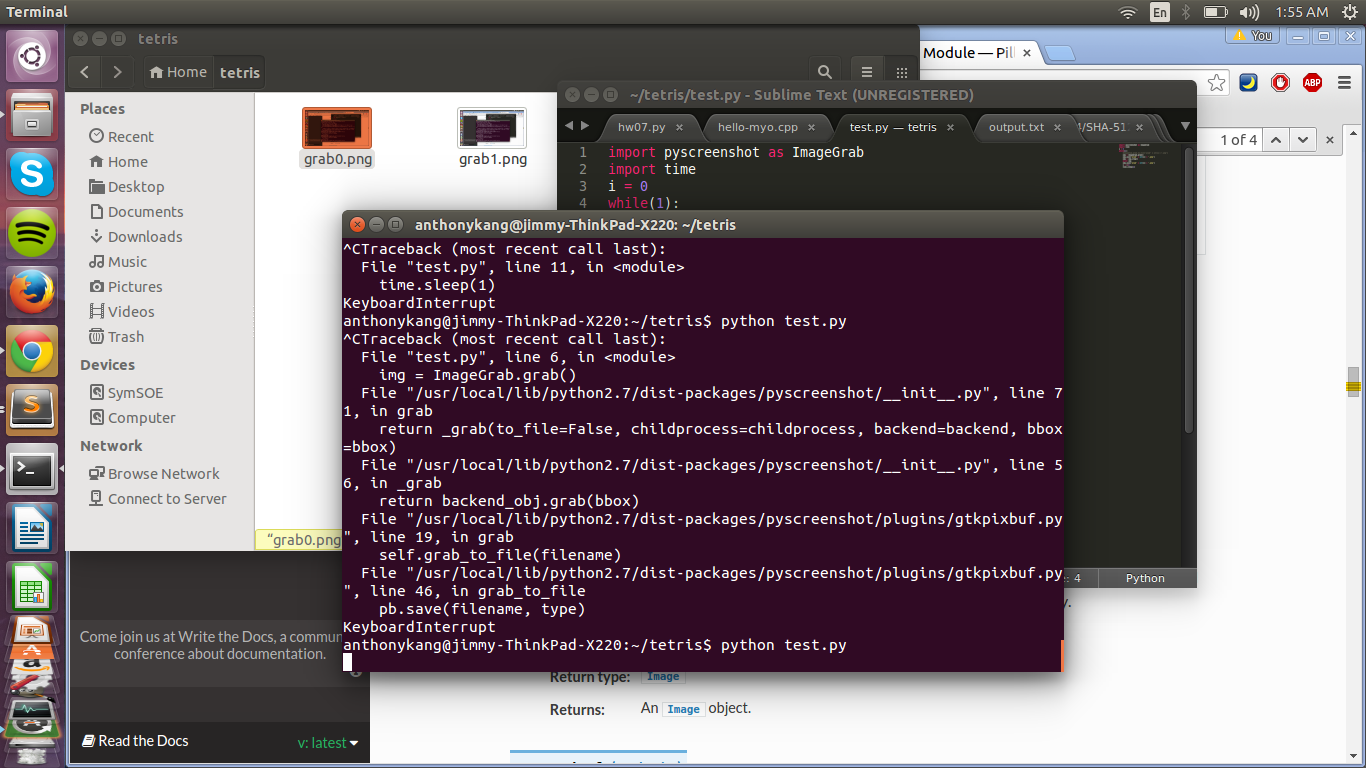 Terminal
En
1:55 AM
tetris
Home
tetris
Places
Recent
Home
Desktop
Documents
Downloads
Music
Pictures
Videos
Trash
Devices
SymSOE
Computer
Network
Browse Network
Connect to Server
grab0.png
grab1.png
“grab0.png
Module — Pil
You
ABP
1 of 4
~/tetris/test.py - Sublime Text (UNREGISTERED)
hw07.py
hello-myo.cpp
test.py — tetris
output.txt
4/SHA-51
1 import pyscreenshot as ImageGrab
2 import time
3 i = 0
4 while(1):
: 4
Python
anthonykang@jimmy-ThinkPad-X220: ~/tetris
^CTraceback (most recent call last):
File "test.py", line 11, in <module>
time.sleep(1)
KeyboardInterrupt
anthonykang@jimmy-ThinkPad-X220:~/tetris$ python test.py
^CTraceback (most recent call last):
File "test.py", line 6, in <module>
img = ImageGrab.grab()
File "/usr/local/lib/python2.7/dist-packages/pyscreenshot/__init__.py", line 7
1, in grab
return _grab(to_file=False, childprocess=childprocess, backend=backend, bbox
=bbox)
File "/usr/local/lib/python2.7/dist-packages/pyscreenshot/__init__.py", line 5
6, in _grab
return backend_obj.grab(bbox)
File "/usr/local/lib/python2.7/dist-packages/pyscreenshot/plugins/gtkpixbuf.py
", line 19, in grab
self.grab_to_file(filename)
File "/usr/local/lib/python2.7/dist-packages/pyscreenshot/plugins/gtkpixbuf.py
", line 46, in grab_to_file
pb.save(filename, type)
KeyboardInterrupt
anthonykang@jimmy-ThinkPad-X220:~/tetris$ python test.py
Come join us at Write the Docs, a commun
conference about documentation.
Read the Docs
v: latest
y.
Return type: Image
Returns: An Image object.